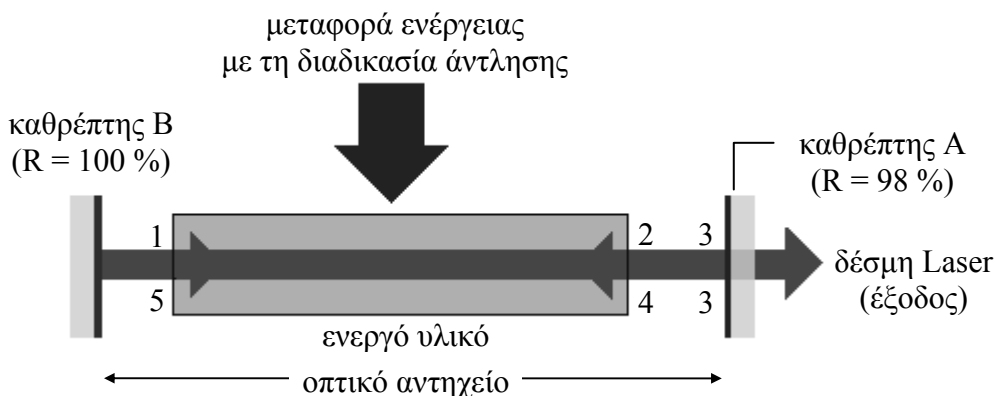 μεταφορά ενέργειας
με τη διαδικασία άντλησης
καθρέπτης Β
(R = 100 %)
καθρέπτης Α
(R = 98 %)
1
2
3
5
4
3
δέσμη Laser
(έξοδος)
ενεργό υλικό
οπτικό αντηχείο